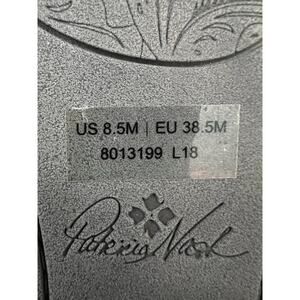 US 8.5M | EU 38.5M
8013199 L18
Patricia Nash